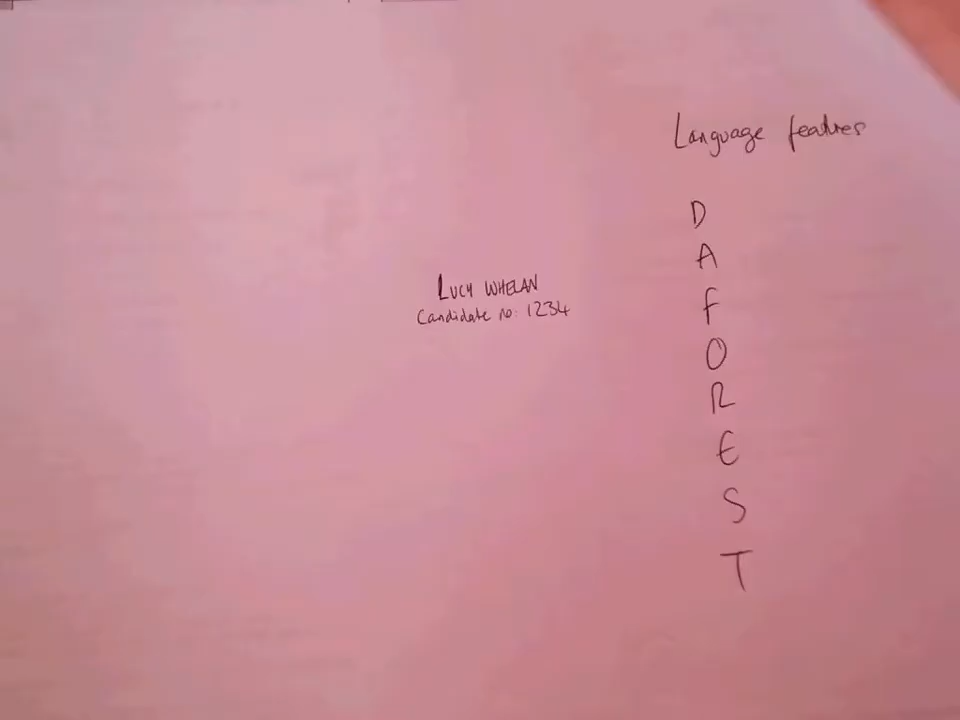 Language features
D
A
F
O
R
E
S
T
LUCY WHELAN
Candidate no: 1234